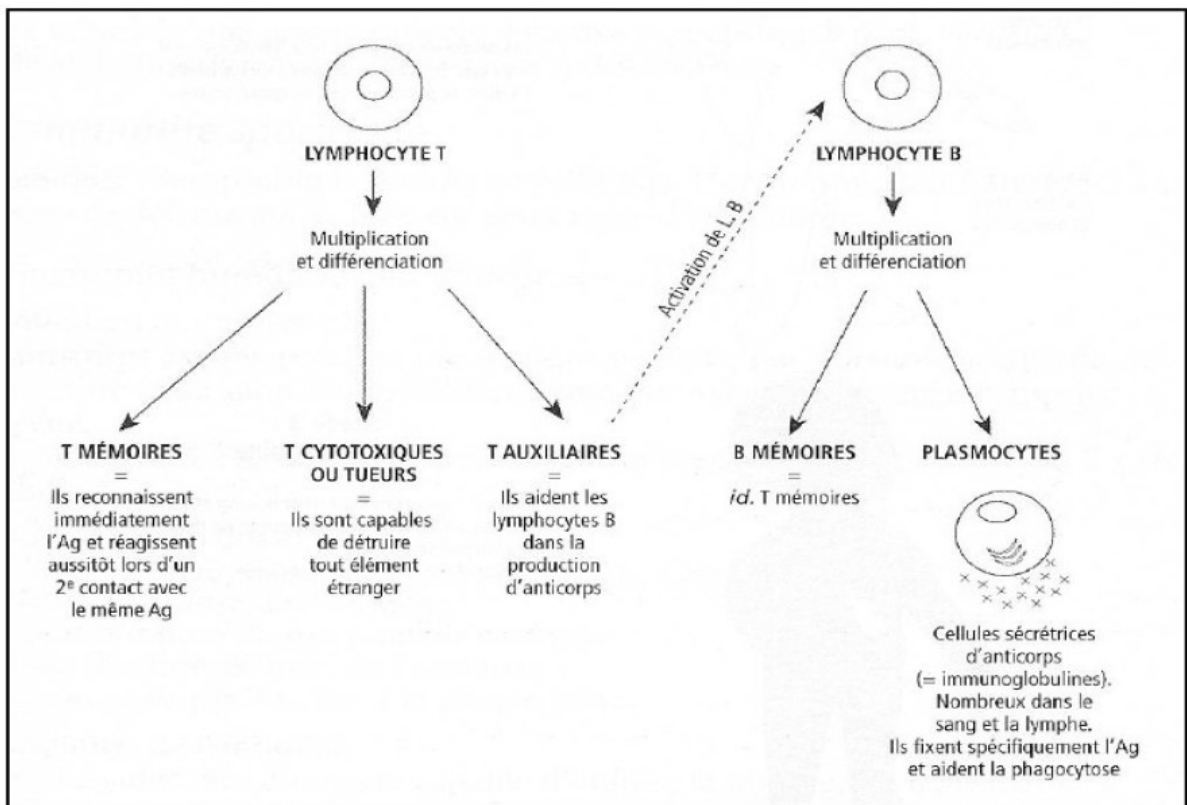 LYMPHOCYTE T
Multiplication
et différenciation
T MÉMOIRES
=
Ils reconnaissent
immédiatement
l'Ag et réagissent
aussitôt lors d'un
2e contact avec
le même Ag
T CYTOTOXIQUES
OU TUEURS
=
Ils sont capables
de détruire
tout élément
étranger
T AUXILIAIRES
=
Ils aident les
lymphocytes B
dans la
production
d'anticorps
Activation de L. B
LYMPHOCYTE B
Multiplication
et différenciation
B MÉMOIRES
=
id. T mémoires
PLASMOCYTES
Cellules sécrétrices
d'anticorps
(= immunoglobulines).
Nombreux dans le
sang et la lymphe.
Ils fixent spécifiquement l'Ag
et aident la phagocytose